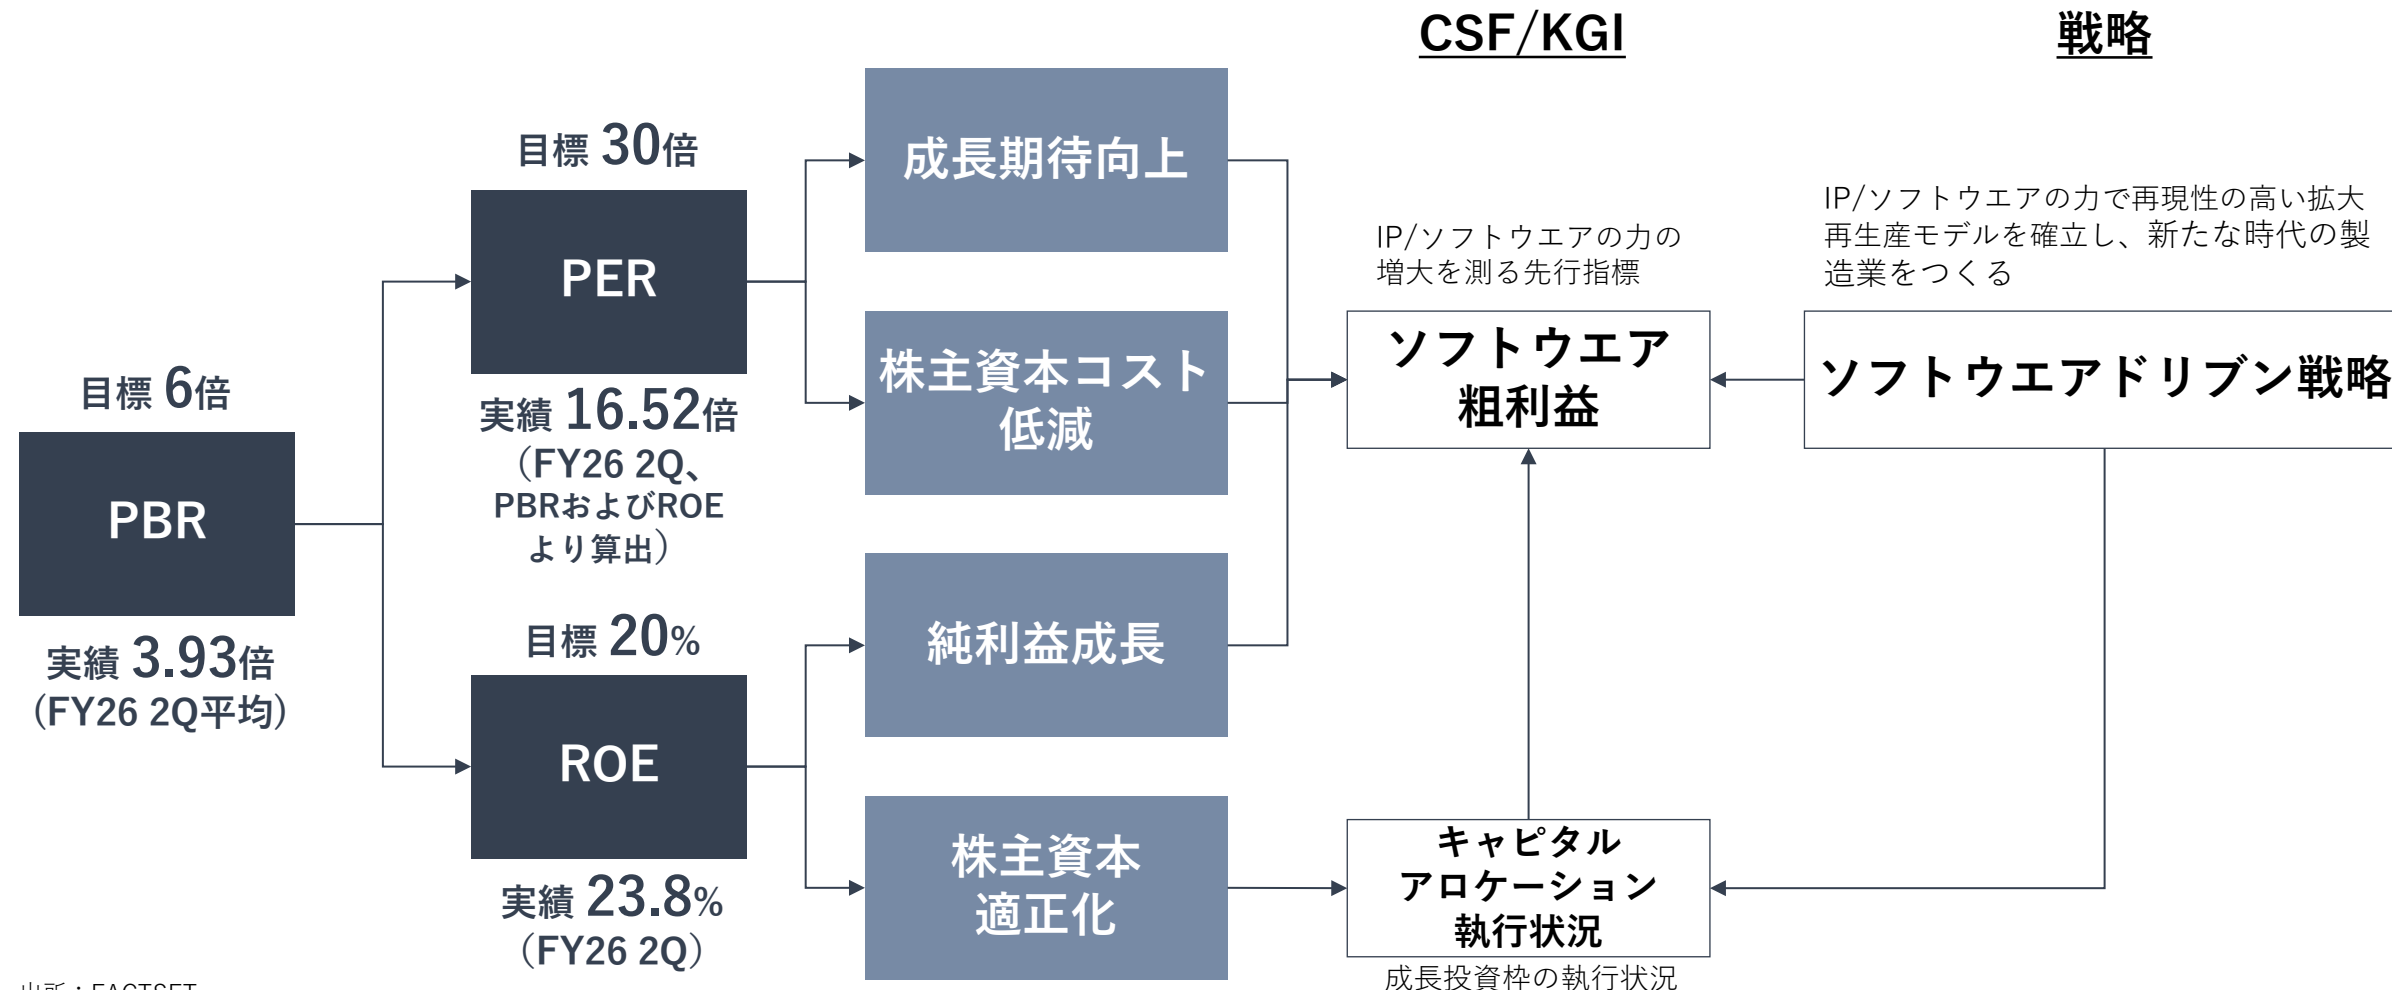 CSF/KGI
戦略
目標 30倍
PER
実績 16.52倍
（FY26 2Q、
PBRおよびROE
より算出）
目標 6倍
PBR
実績 3.93倍
（FY26 2Q平均）
目標 20%
ROE
実績 23.8%
（FY26 2Q）
成長期待向上
株主資本コスト
低減
純利益成長
株主資本
適正化
IP/ソフトウエアの力の
増大を測る先行指標
ソフトウエア
粗利益
キャピタル
アロケーション
執行状況
成長投資枠の執行状況
IP/ソフトウエアの力で再現性の高い拡大
再生産モデルを確立し、新たな時代の製
造業をつくる
ソフトウエアドリブン戦略
出所：FACTSET